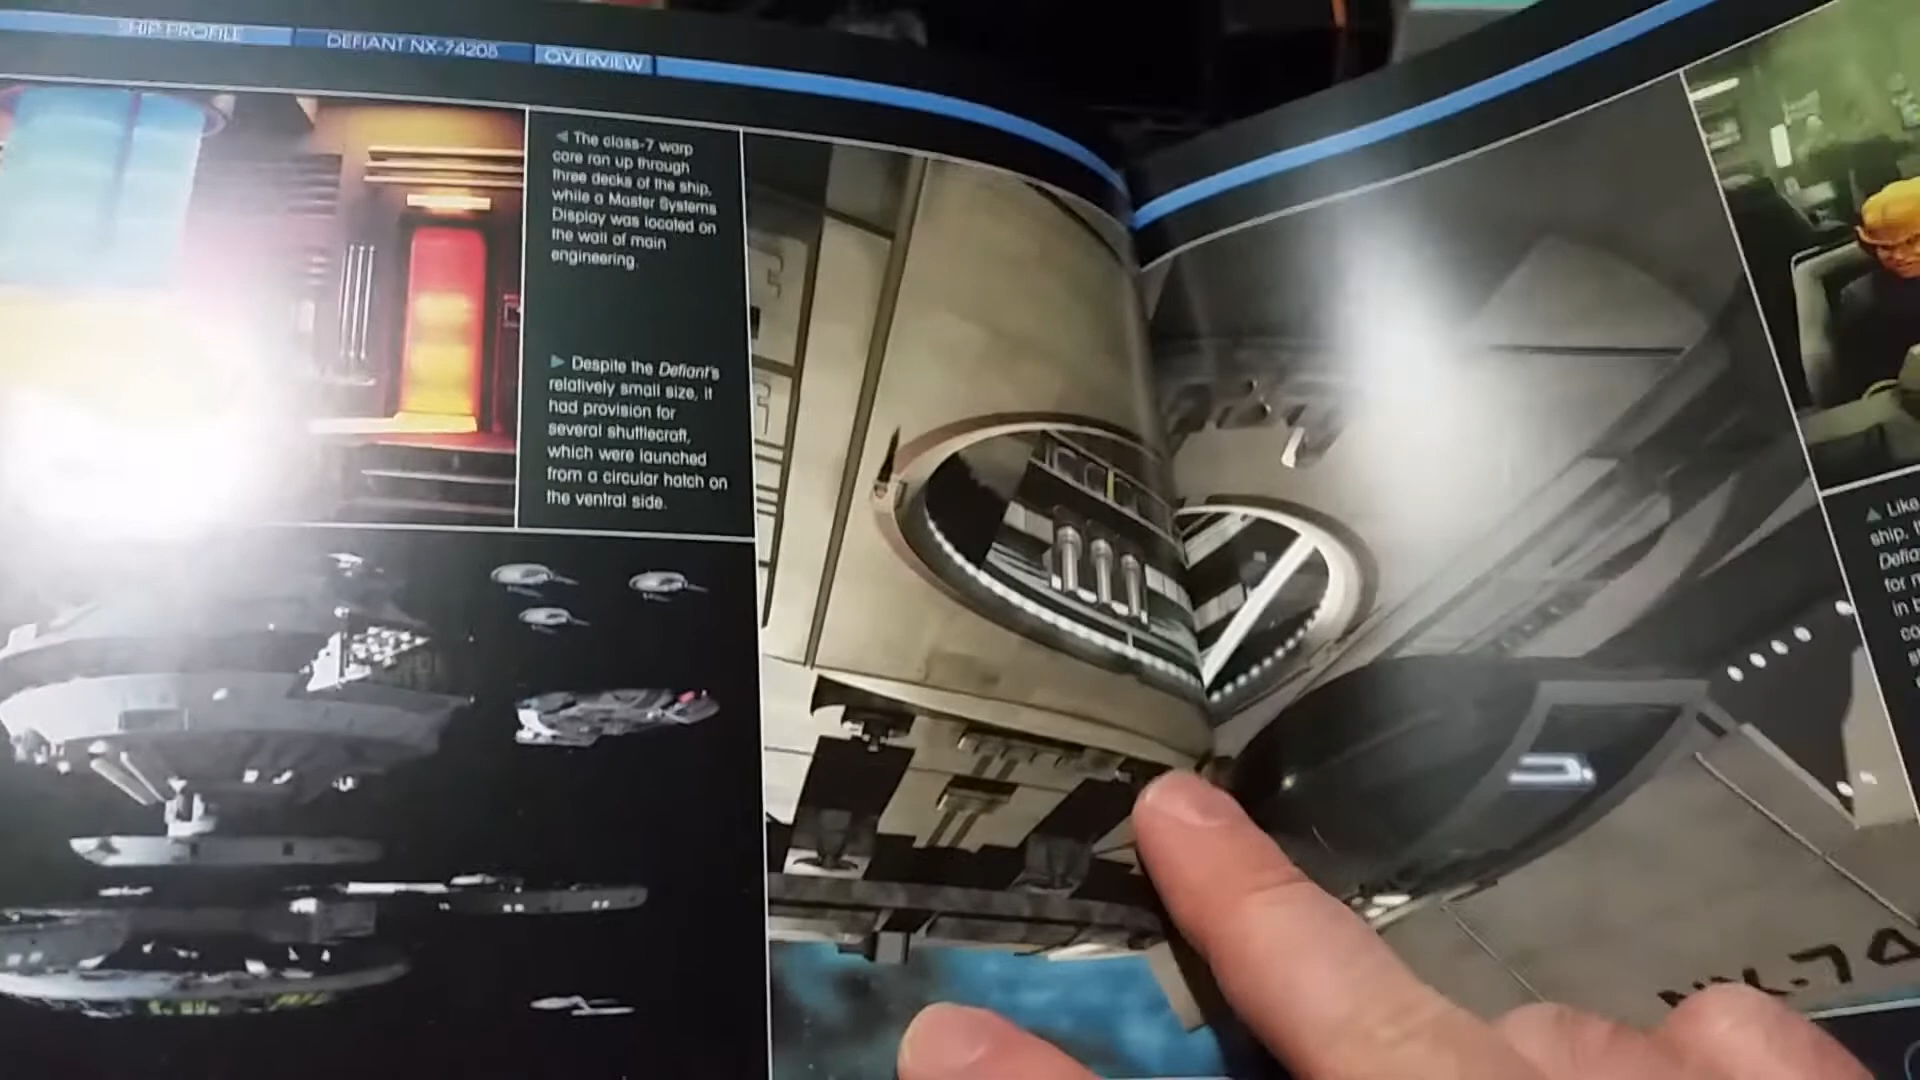 SHIP PROFILE
DEFIANT NX-74205
OVERVIEW
◀ The class-7 warp
core ran up through
three decks of the ship,
while a Master Systems
Display was located on
the wall of main
engineering.
▶ Despite the Defiant's
relatively small size, it
had provision for
several shuttlecraft,
which were launched
from a circular hatch on
the ventral side.
▲ Like
ship, t
Defia
for
in b
co
NX-74